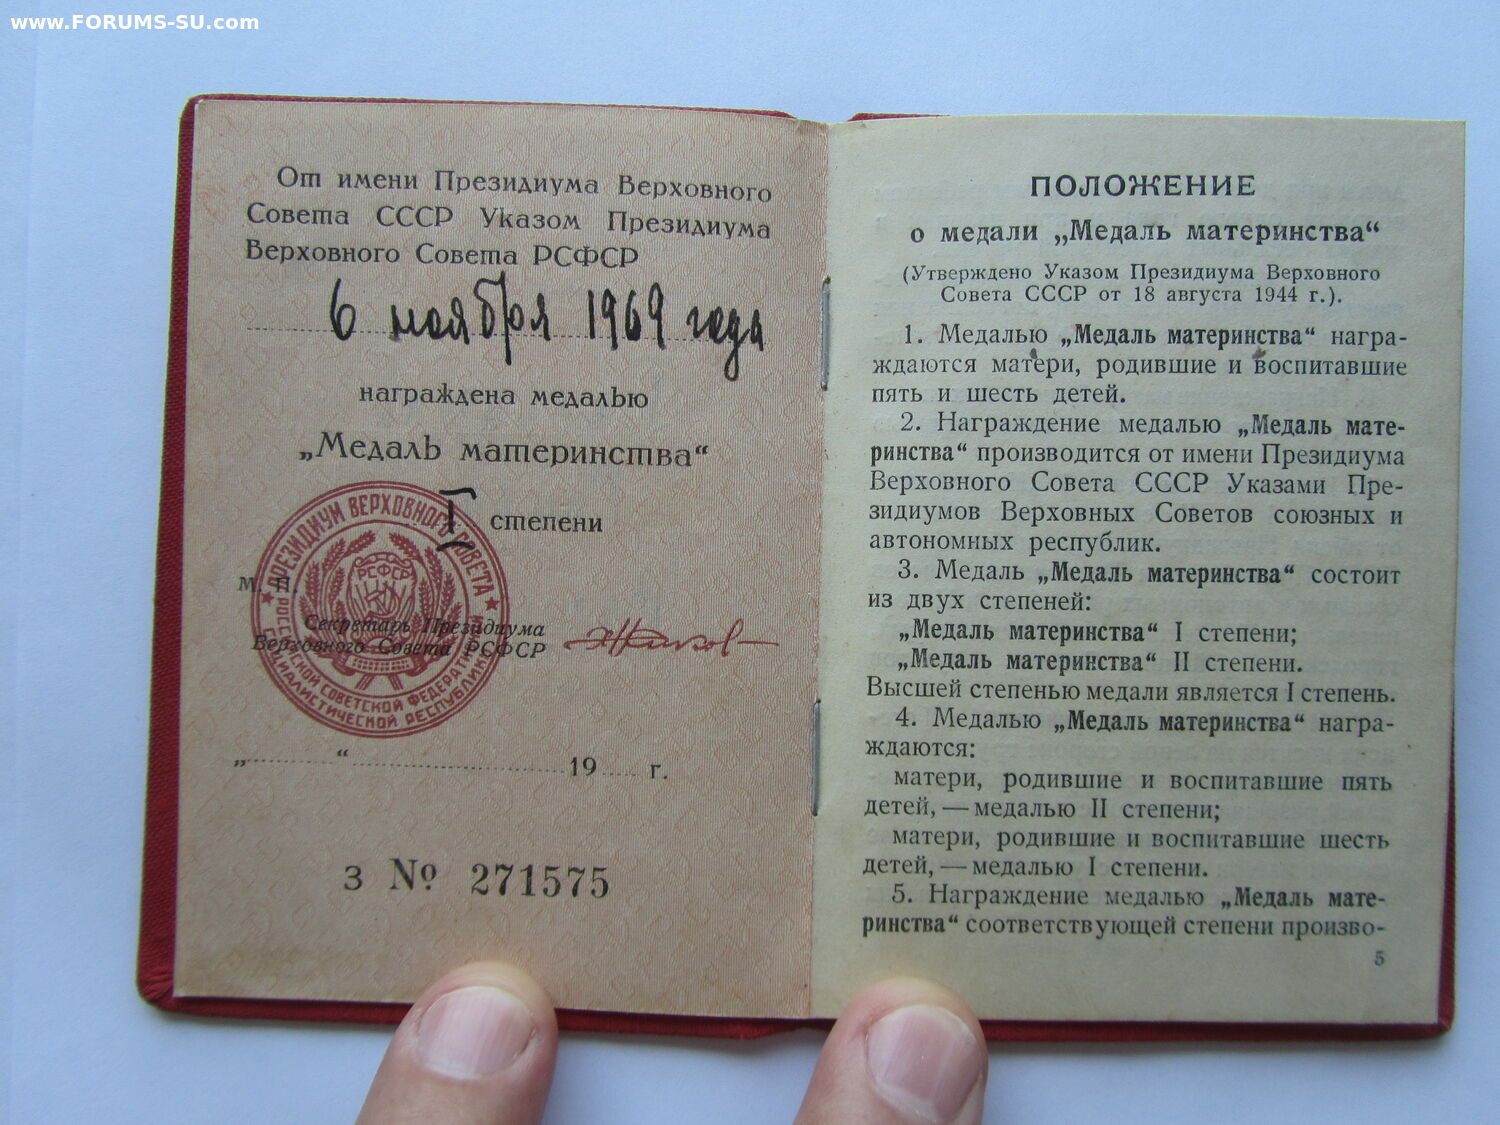 www.FORUMS-SU.com
От имени Президиума Верховного
Совета СССР Указом Президиума
Верховного Совета РСФСР
6 ноября 1969 года
награждена медалью
„Медаль материнства“
I степени
ПРЕЗИДИУМ ВЕРХОВНОГО СОВЕТА
РОССИЙСКОЙ СОВЕТСКОЙ ФЕДЕРАТИВНОЙ
СОЦИАЛИСТИЧЕСКОЙ РЕСПУБЛИКИ
РСФСР
М. П.
Секретарь Президиума
Верховного Совета РСФСР
„ “ 19 г.
З № 271575
ПОЛОЖЕНИЕ
о медали „Медаль материнства“
(Утверждено Указом Президиума Верховного
Совета СССР от 18 августа 1944 г.).
1. Медалью „Медаль материнства“ награ-
ждаются матери, родившие и воспитавшие
пять и шесть детей.
2. Награждение медалью „Медаль мате-
ринства“ производится от имени Президиума
Верховного Совета СССР Указами Пре-
зидиумов Верховных Советов союзных и
автономных республик.
3. Медаль „Медаль материнства“ состоит
из двух степеней:
„Медаль материнства“ I степени;
„Медаль материнства“ II степени.
Высшей степенью медали является I степень.
4. Медалью „Медаль материнства“ награ-
ждаются:
матери, родившие и воспитавшие пять
детей, — медалью II степени;
матери, родившие и воспитавшие шесть
детей, — медалью I степени.
5. Награждение медалью „Медаль мате-
ринства“ соответствующей степени произво-
5